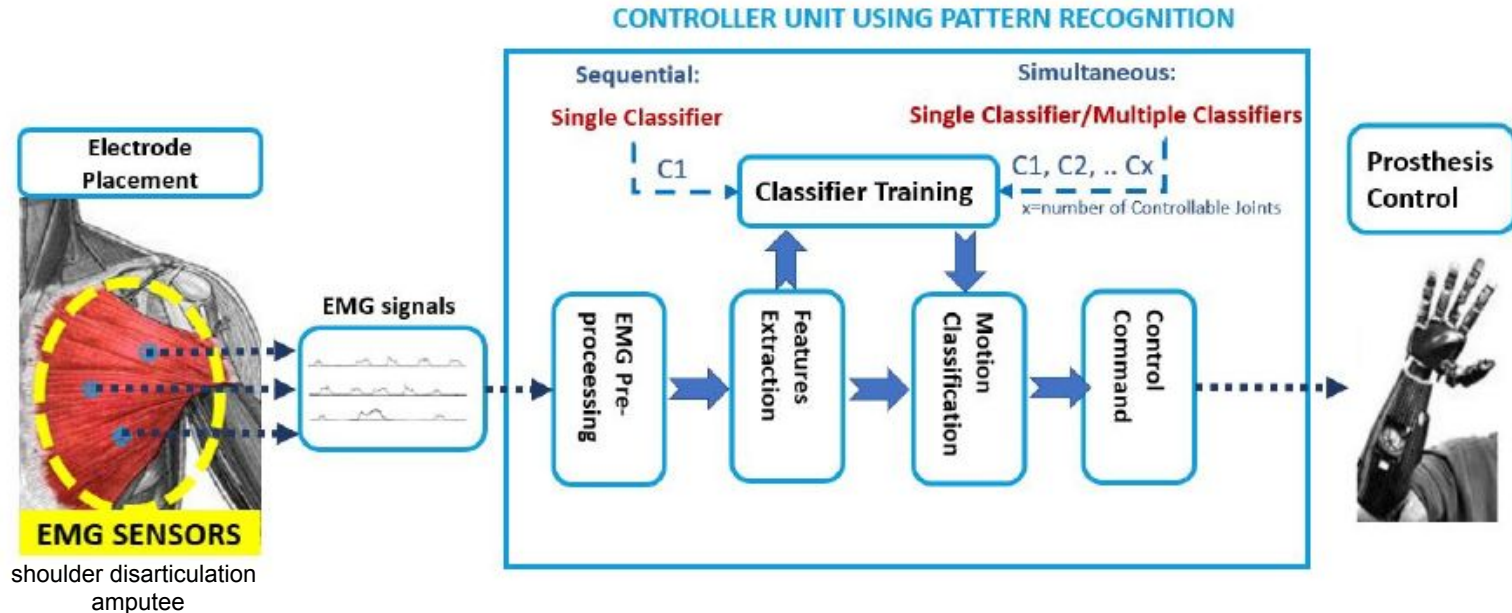 CONTROLLER UNIT USING PATTERN RECOGNITION
Sequential:
Single Classifier
C1
Simultaneous:
Single Classifier/Multiple Classifiers
C1, C2, .. Cx
x=number of Controllable Joints
Classifier Training
Electrode
Placement
EMG SENSORS
shoulder disarticulation
amputee
EMG signals
EMG Pre-
proceessing
Features
Extraction
Motion
Classification
Control
Command
Prosthesis
Control